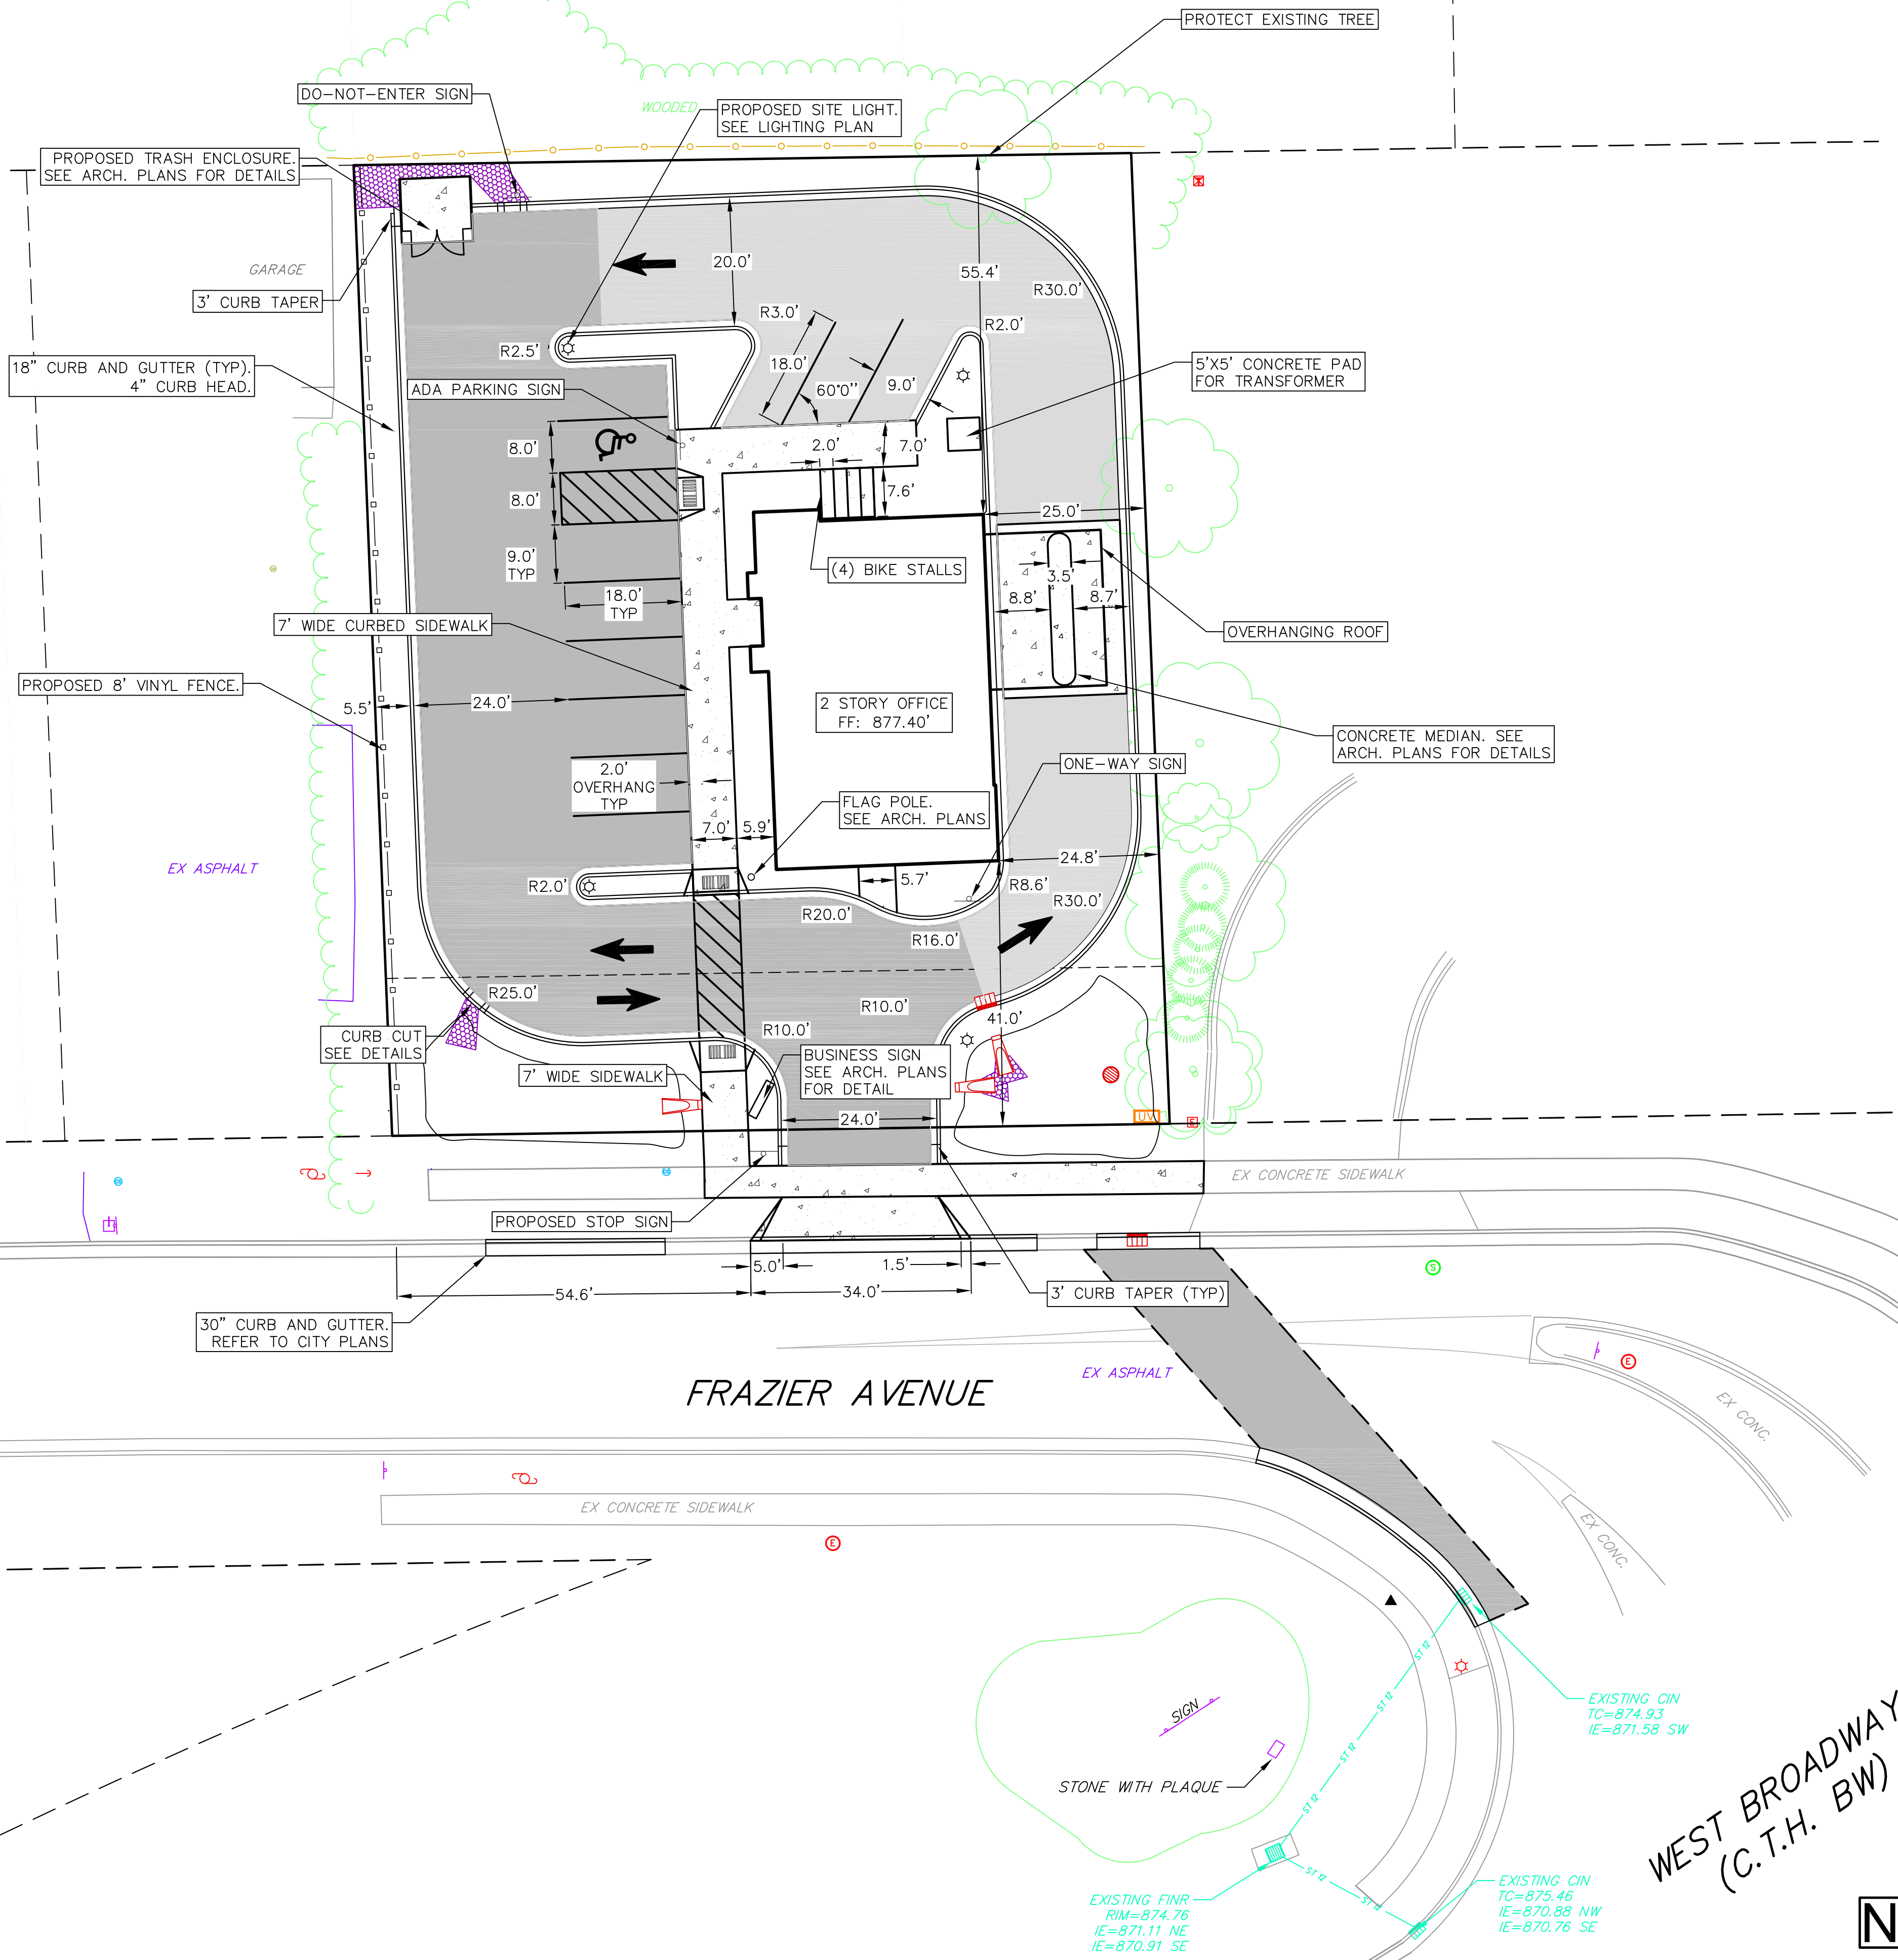 PROTECT EXISTING TREE
DO-NOT-ENTER SIGN
WOODED
PROPOSED SITE LIGHT.
SEE LIGHTING PLAN
PROPOSED TRASH ENCLOSURE.
SEE ARCH. PLANS FOR DETAILS
GARAGE
20.0'
55.4'
R30.0'
3' CURB TAPER
R3.0'
R2.0'
R2.5'
18.0'
18" CURB AND GUTTER (TYP).
4" CURB HEAD.
5'X5' CONCRETE PAD
FOR TRANSFORMER
ADA PARKING SIGN
60°0''
9.0'
8.0'
2.0'
7.0'
8.0'
7.6'
25.0'
9.0'
TYP
(4) BIKE STALLS
3.5'
18.0'
TYP
8.8'
8.7'
7' WIDE CURBED SIDEWALK
OVERHANGING ROOF
PROPOSED 8' VINYL FENCE.
5.5'
24.0'
2 STORY OFFICE
FF: 877.40'
CONCRETE MEDIAN. SEE
ARCH. PLANS FOR DETAILS
2.0'
OVERHANG
TYP
ONE-WAY SIGN
FLAG POLE.
SEE ARCH. PLANS
7.0'
5.9'
24.8'
EX ASPHALT
R2.0'
5.7'
R8.6'
R30.0'
R20.0'
R16.0'
R25.0'
R10.0'
41.0'
R10.0'
CURB CUT
SEE DETAILS
BUSINESS SIGN
SEE ARCH. PLANS
FOR DETAIL
7' WIDE SIDEWALK
24.0'
UV
E
EX CONCRETE SIDEWALK
PROPOSED STOP SIGN
5.0'
1.5'
S
54.6'
34.0'
3' CURB TAPER (TYP)
30" CURB AND GUTTER.
REFER TO CITY PLANS
E
EX ASPHALT
FRAZIER AVENUE
EX CONC.
EX CONCRETE SIDEWALK
E
EX CONC.
ST 12
ST 12
ST 12
ST 12
EXISTING CIN
TC=874.93
IE=871.58 SW
SIGN
STONE WITH PLAQUE
WEST BROADWAY
(C.T.H. BW)
ST 12
ST 12
EXISTING CIN
TC=875.46
IE=870.88 NW
IE=870.76 SE
EXISTING FINR
RIM=874.76
IE=871.11 NE
IE=870.91 SE
N